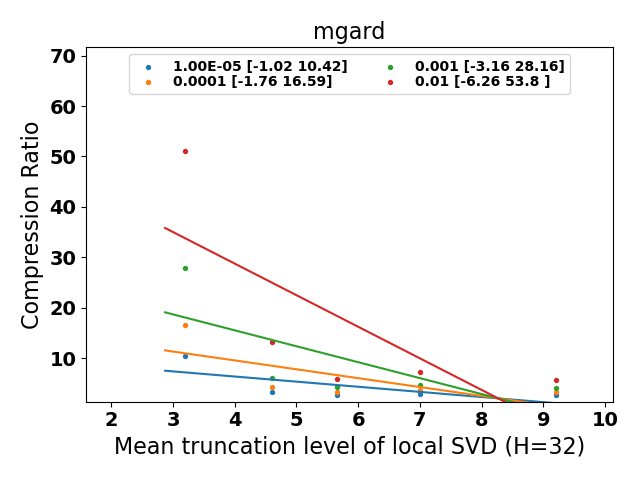 mgard
1.00E-05 [-1.02 10.42]
0.0001 [-1.76 16.59]
0.001 [-3.16 28.16]
0.01 [-6.26 53.8 ]
Compression Ratio
70
60
50
40
30
20
10
2 3 4 5 6 7 8 9 10
Mean truncation level of local SVD (H=32)